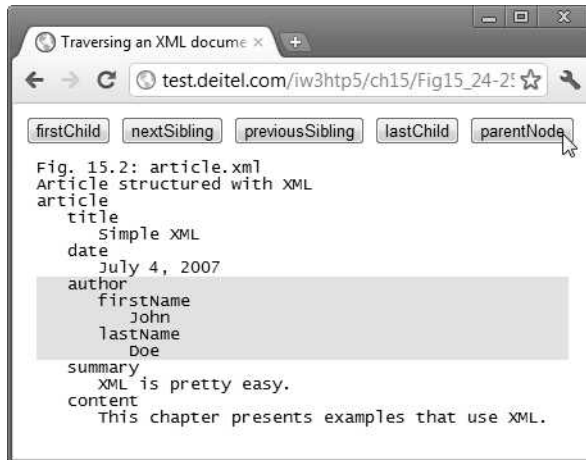 Traversing an XML docume
test.deitel.com/iw3htp5/ch15/Fig15_24-25
firstChild nextSibling previousSibling lastChild parentNode
Fig. 15.2: article.xml
Article structured with XML
article
title
Simple XML
date
July 4, 2007
author
firstName
John
lastName
Doe
summary
XML is pretty easy.
content
This chapter presents examples that use XML.